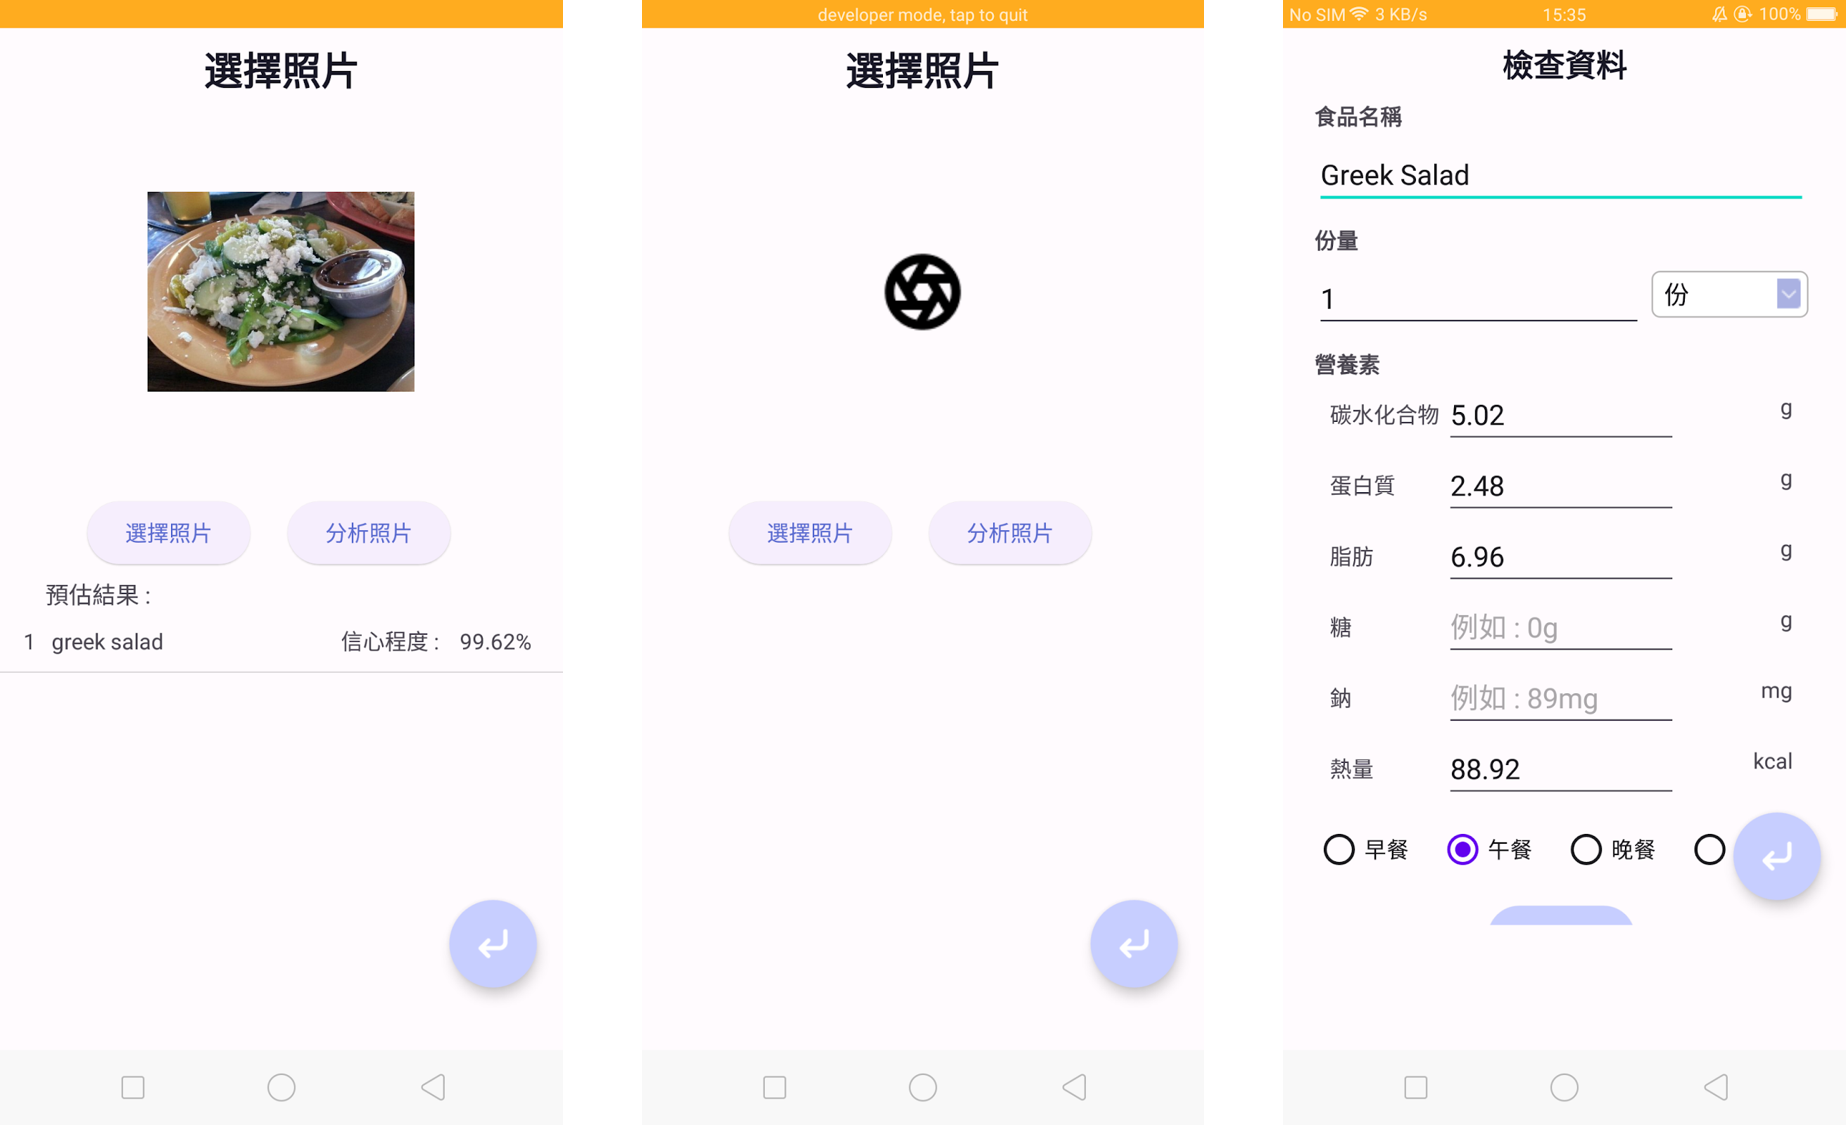 選擇照片
選擇照片
分析照片
預估結果 :
1 greek salad 信心程度 : 99.62%
developer mode, tap to quit
選擇照片
選擇照片
分析照片
No SIM 3 KB/s 15:35 100%
檢查資料
食品名稱
Greek Salad
份量
1 份
營養素
碳水化合物 5.02 g
蛋白質 2.48 g
脂肪 6.96 g
糖 例如 : 0g g
鈉 例如 : 89mg mg
熱量 88.92 kcal
早餐 午餐 晚餐